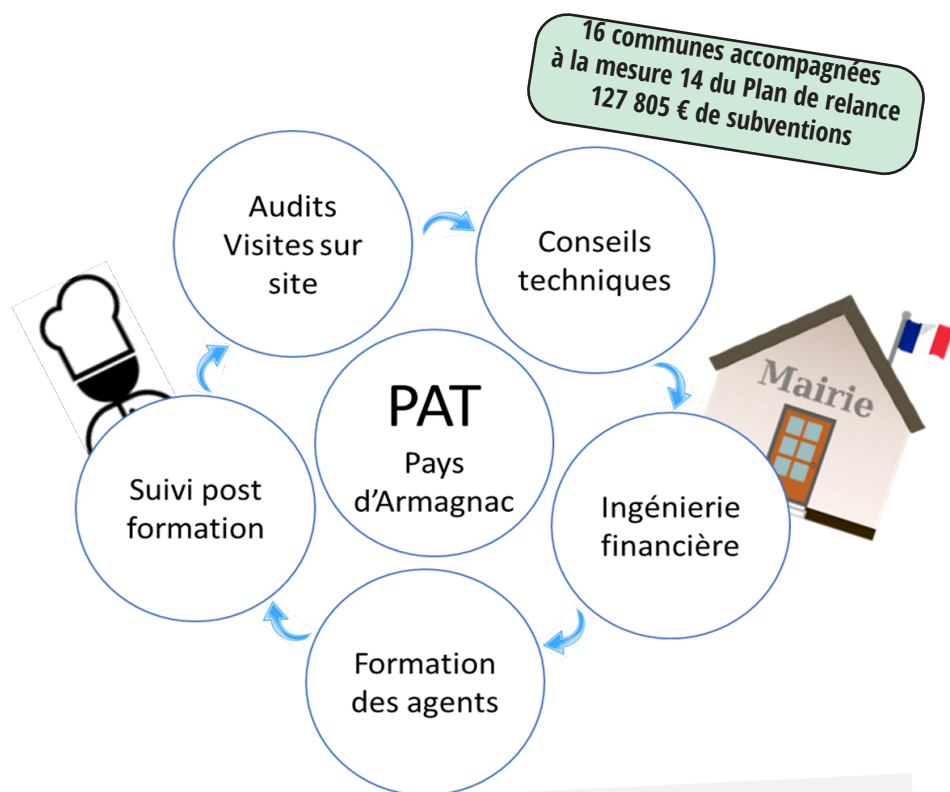 16 communes accompagnées
à la mesure 14 du Plan de relance
127 805 € de subventions
Audits
Visites sur
site
Conseils
techniques
Mairie
PAT
Pays
d’Armagnac
Suivi post
formation
Ingénierie
financière
Formation
des agents